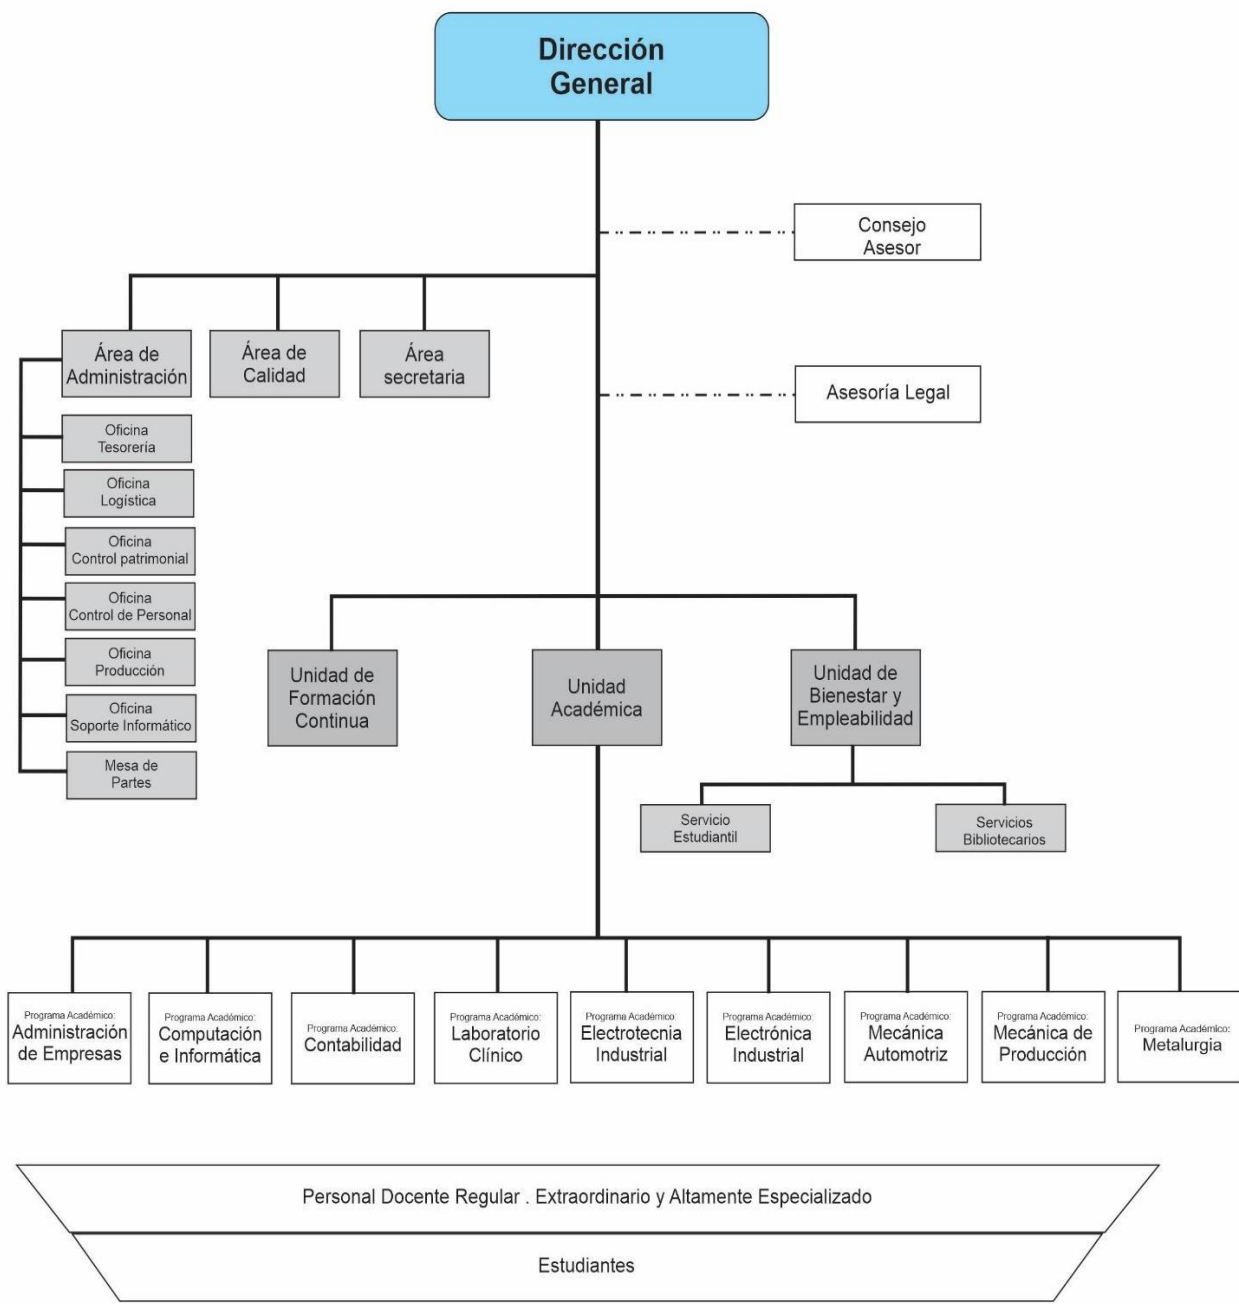 Dirección
General
Consejo
Asesor
Área de
Administración
Área de
Calidad
Área
secretaria
Asesoría Legal
Oficina
Tesorería
Oficina
Logística
Oficina
Control patrimonial
Oficina
Control de Personal
Oficina
Producción
Oficina
Soporte Informático
Mesa de
Partes
Unidad de
Formación
Continua
Unidad
Académica
Unidad de
Bienestar y
Empleabilidad
Servicio
Estudiantil
Servicios
Bibliotecarios
Programa Académico:
Administración
de Empresas
Programa Académico:
Computación
e Informática
Programa Académico:
Contabilidad
Programa Académico:
Laboratorio
Clínico
Programa Académico:
Electrotecnia
Industrial
Programa Académico:
Electrónica
Industrial
Programa Académico:
Mecánica
Automotriz
Programa Académico:
Mecánica de
Producción
Programa Académico:
Metalurgia
Personal Docente Regular . Extraordinario y Altamente Especializado
Estudiantes